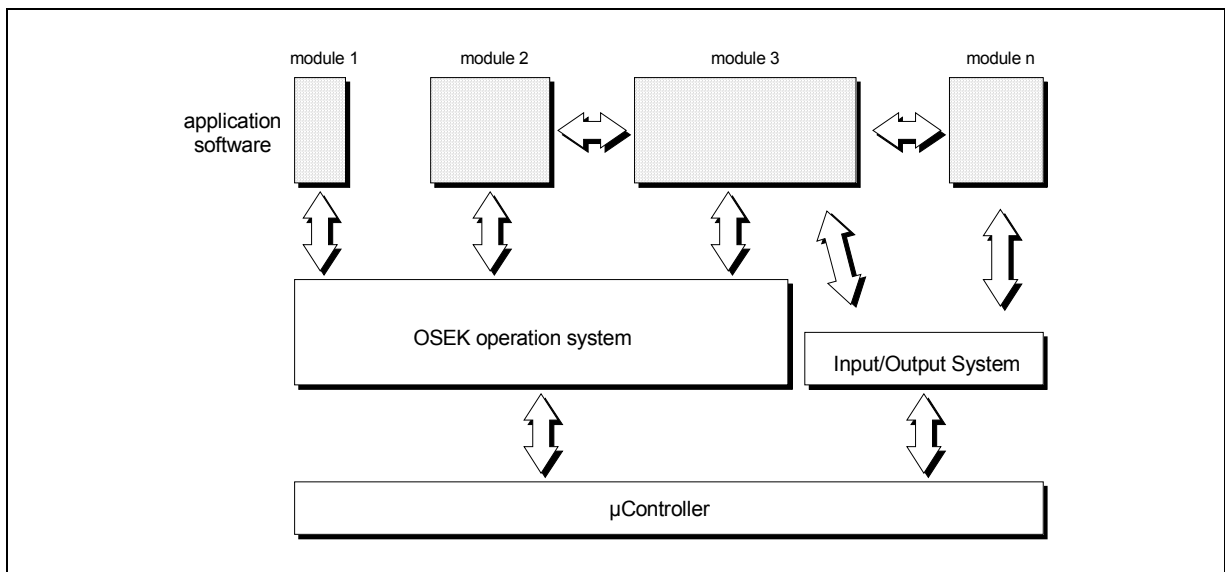 module 1
module 2
module 3
module n
application
software
OSEK operation system
Input/Output System
µController